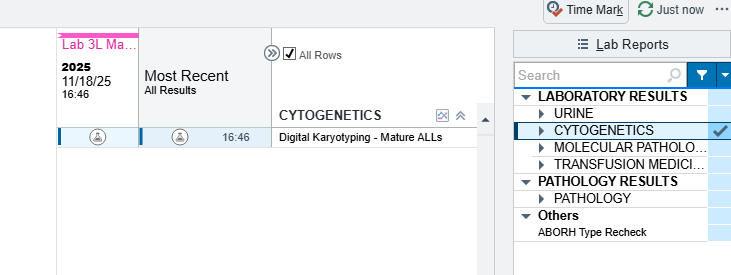 Time Mark
Just now
Lab 3L Ma...
2025
11/18/25
16:46
Most Recent
All Results
All Rows
CYTOGENETICS
16:46
Digital Karyotyping - Mature ALLs
Lab Reports
Search
LABORATORY RESULTS
URINE
CYTOGENETICS
MOLECULAR PATHOLO...
TRANSFUSION MEDICI...
PATHOLOGY RESULTS
PATHOLOGY
Others
ABORH Type Recheck